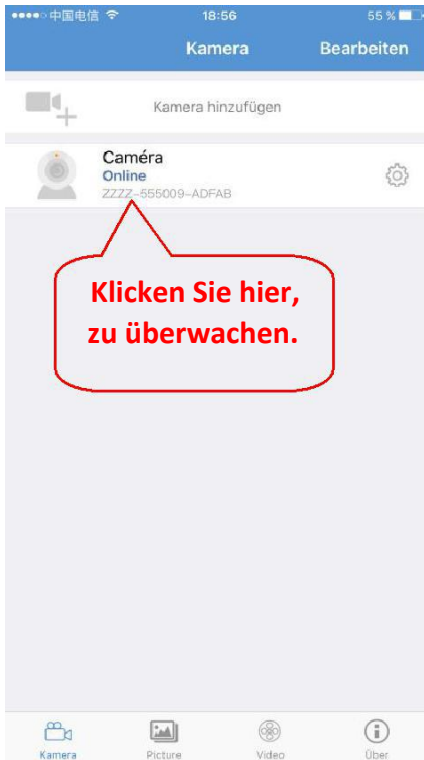 中国电信 18:56 55 %
Kamera Bearbeiten
Kamera hinzufügen
Caméra
Online
ZZZZ-555009-ADFAB
Klicken Sie hier,
zu überwachen.
Kamera Picture Video Über